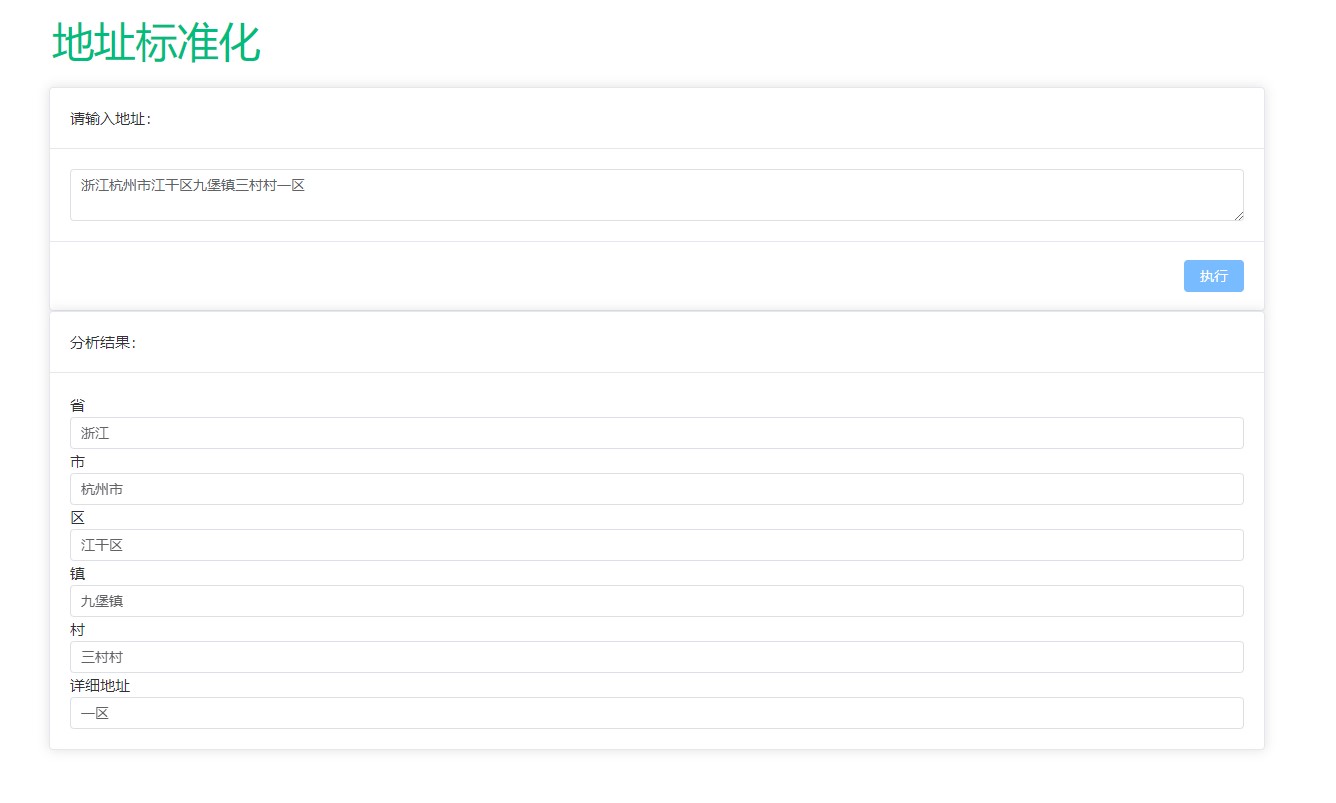 地址标准化
请输入地址：
浙江杭州市江干区九堡镇三村村一区
执行
分析结果：
省
浙江
市
杭州市
区
江干区
镇
九堡镇
村
三村村
详细地址
一区